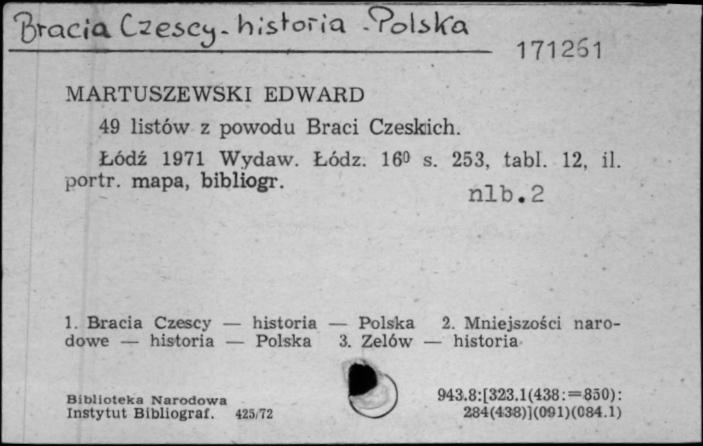 Bracia Czescy - historia - Polska
171261
MARTUSZEWSKI EDWARD
49 listów z powodu Braci Czeskich.
Łódź 1971 Wydaw. Łódz. 16⁰ s. 253, tabl. 12, il.
portr. mapa, bibliogr.
nlb. 2
1. Bracia Czescy — historia — Polska 2. Mniejszości naro-
dowe — historia — Polska 3. Zelów — historia
Biblioteka Narodowa
Instytut Bibliograf. 425/72
943.8:[323.1(438:=850):
284(438)](091)(084.1)